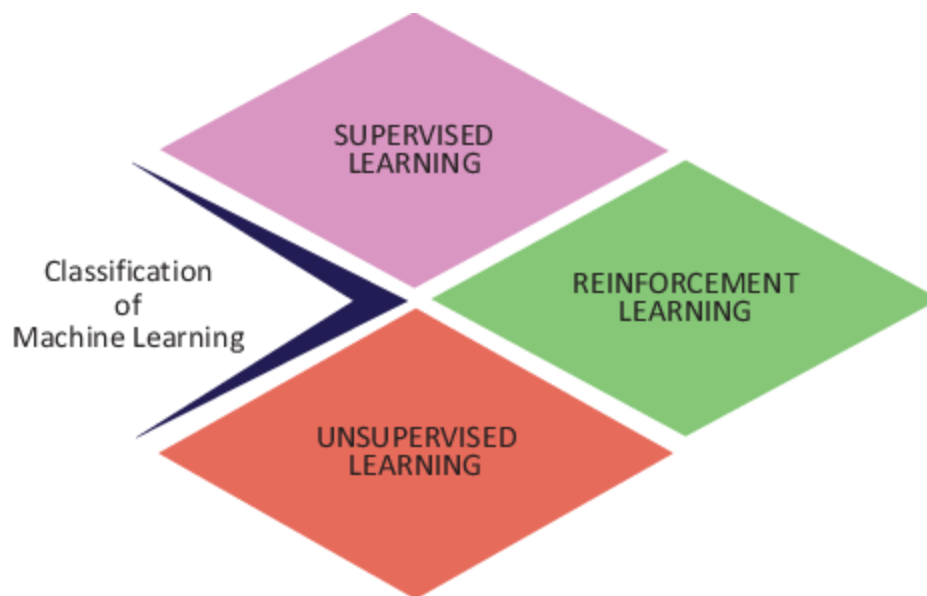 SUPERVISED
LEARNING
Classification
of
Machine Learning
REINFORCEMENT
LEARNING
UNSUPERVISED
LEARNING